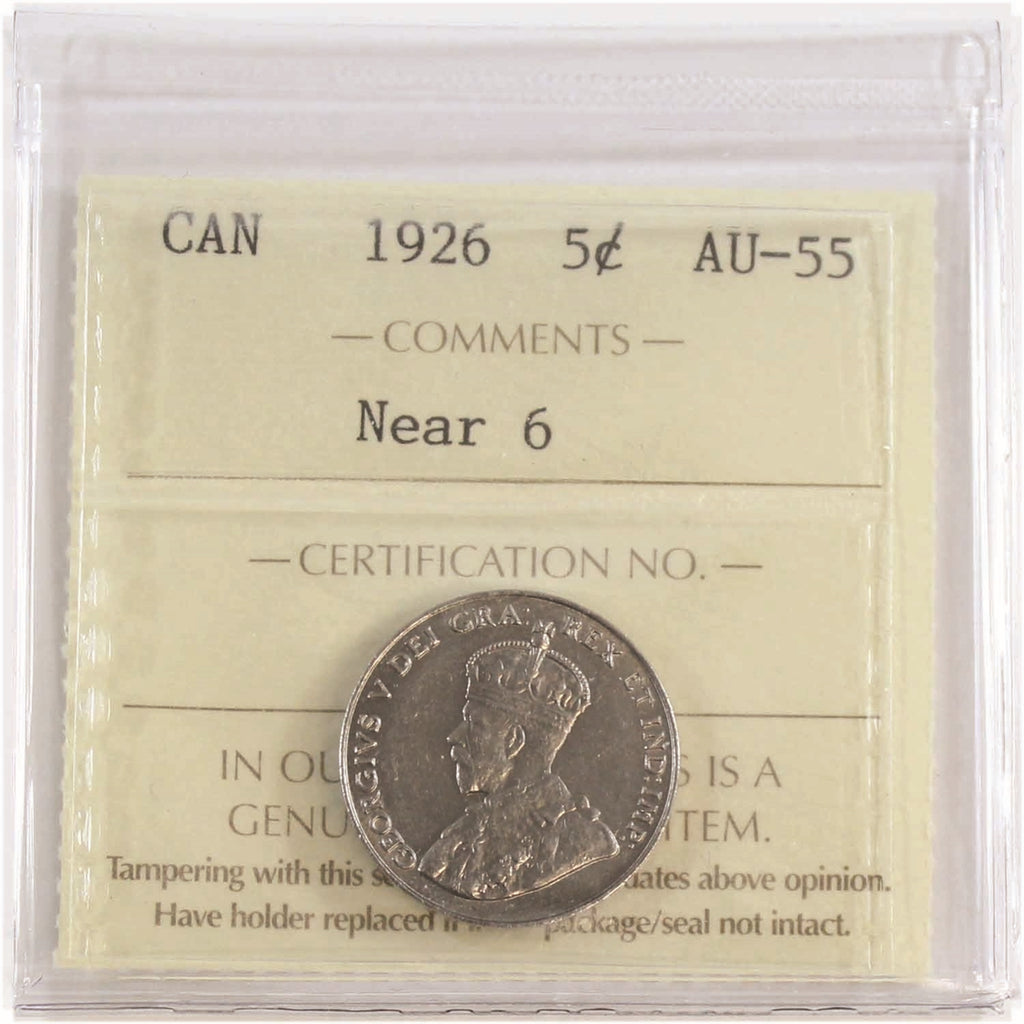 CAN 1926 5¢ AU-55
— COMMENTS —
Near 6
— CERTIFICATION NO. —
GEORGIVS V DEI GRA: REX ET IND: IMP:
IN OU S IS A
GENU ITEM.
Tampering with this se dates above opinion.
Have holder replaced if package/seal not intact.